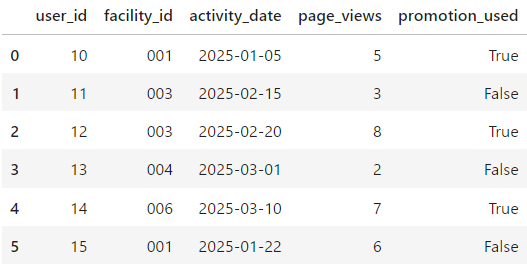 user_id facility_id activity_date page_views promotion_used
0 10 001 2025-01-05 5 True
1 11 003 2025-02-15 3 False
2 12 003 2025-02-20 8 True
3 13 004 2025-03-01 2 False
4 14 006 2025-03-10 7 True
5 15 001 2025-01-22 6 False